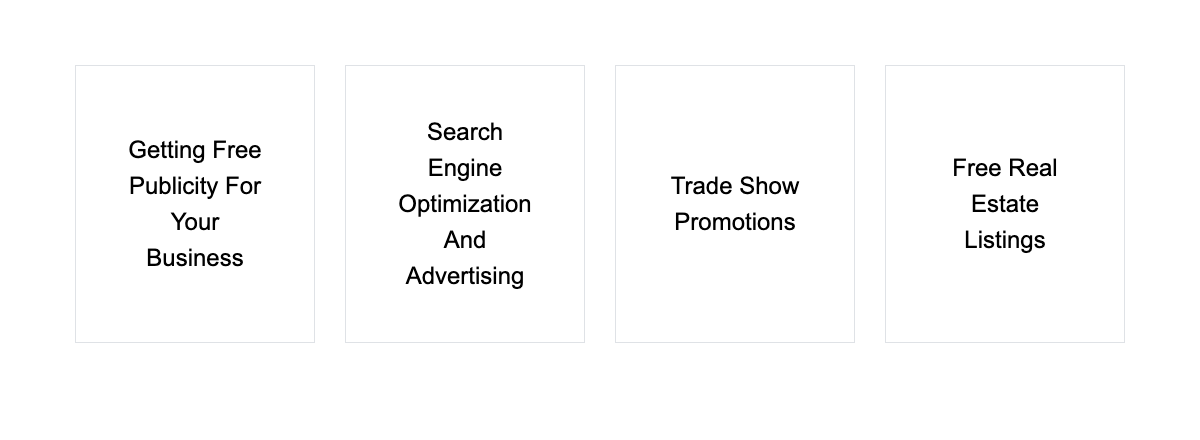 Getting Free
Publicity For
Your
Business
Search
Engine
Optimization
And
Advertising
Trade Show
Promotions
Free Real
Estate
Listings